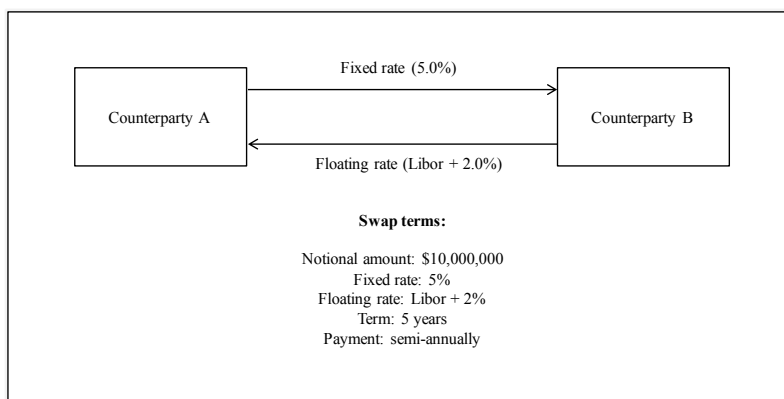 Fixed rate (5.0%)
Counterparty A
Counterparty B
Floating rate (Libor + 2.0%)
Swap terms:
Notional amount: $10,000,000
Fixed rate: 5%
Floating rate: Libor + 2%
Term: 5 years
Payment: semi-annually